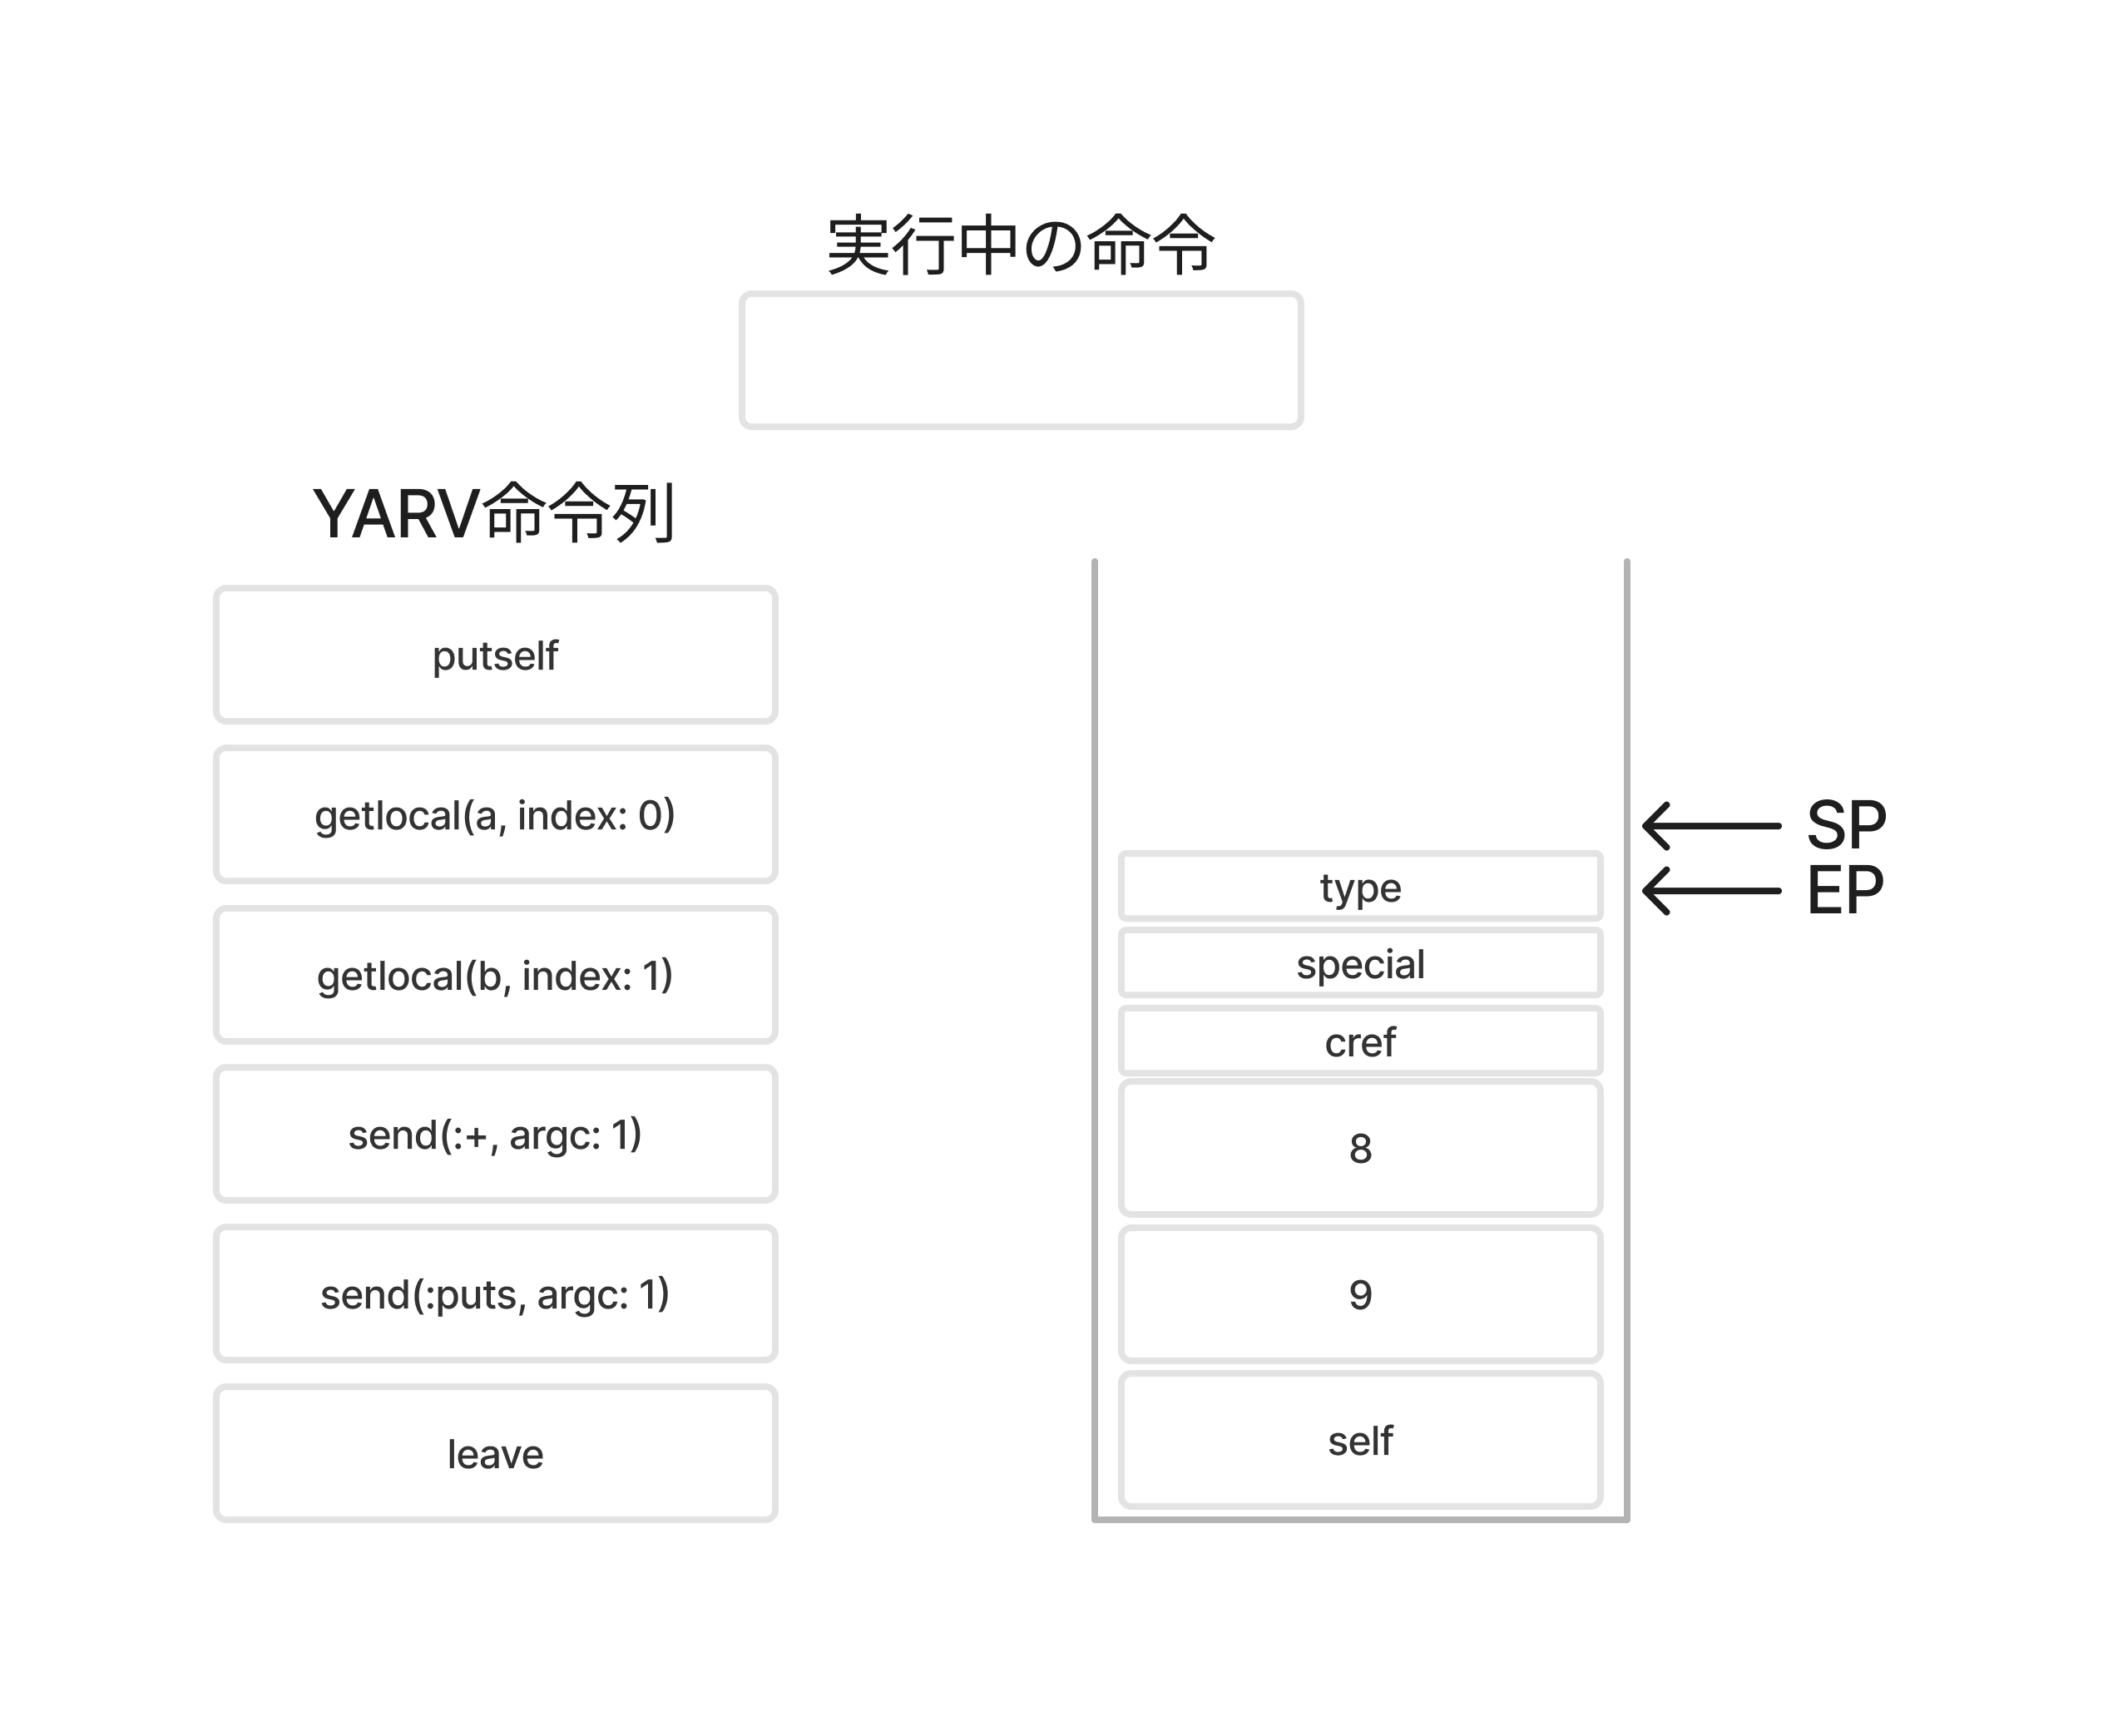 実行中の命令
YARV命令列
putself
getlocal(a, index: 0)
getlocal(b, index: 1)
send(:+, argc: 1)
send(:puts, argc: 1)
leave
type
special
cref
8
9
self
SP
EP